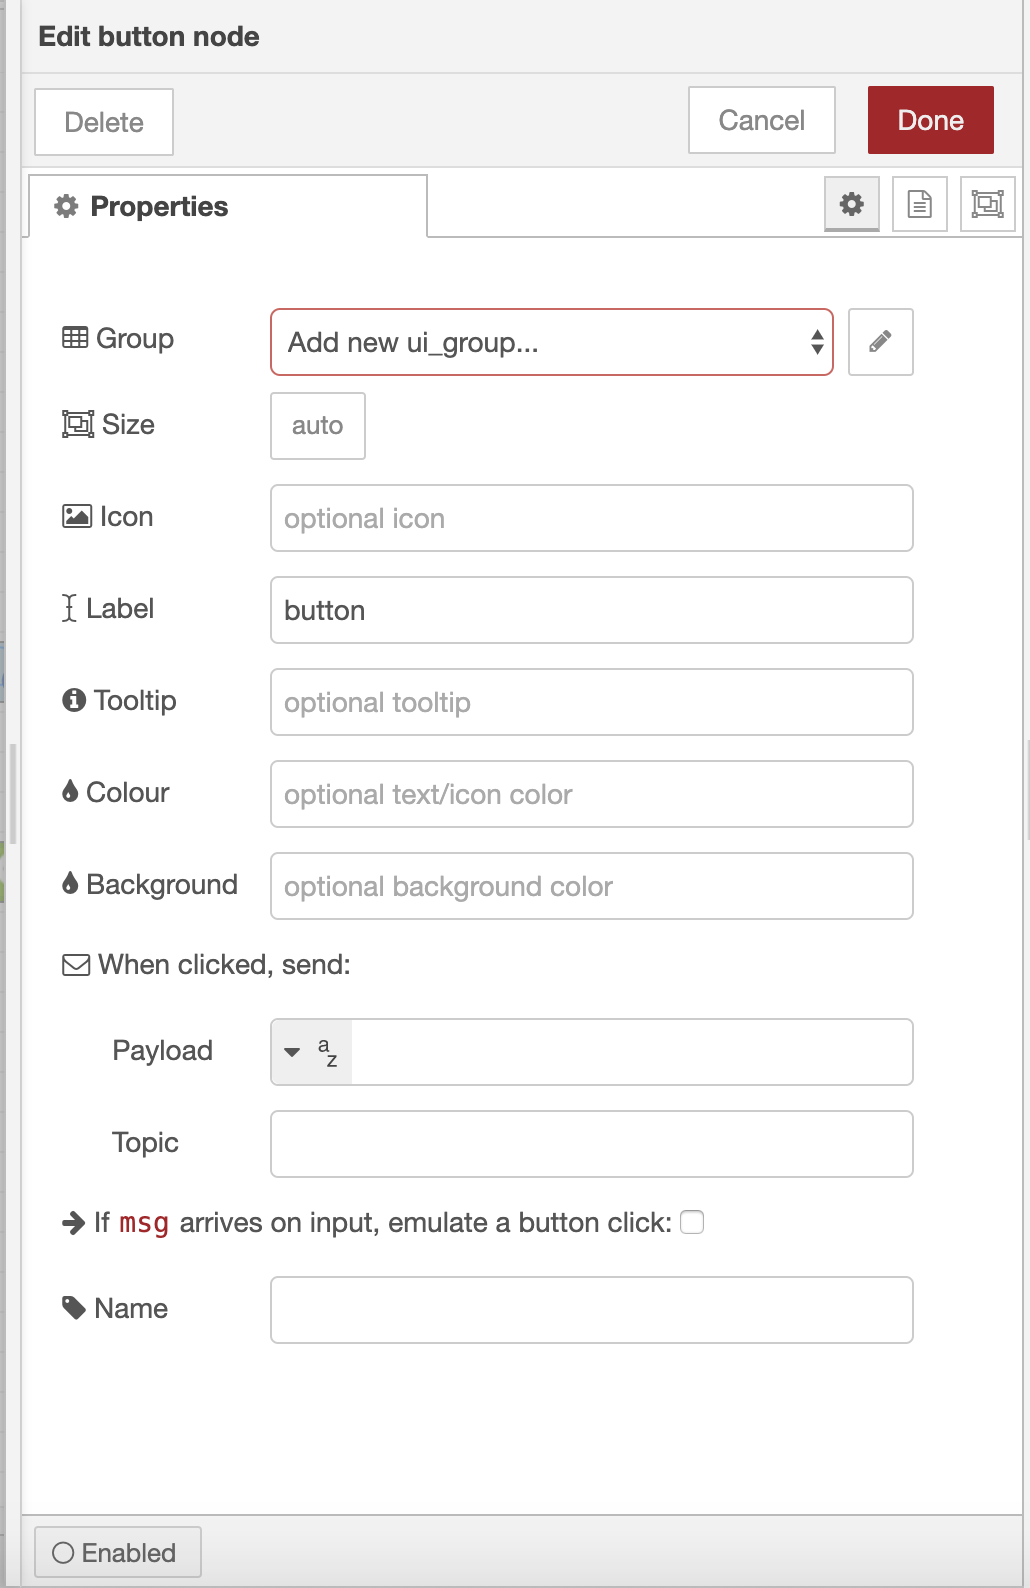 Edit button node
Delete
Cancel
Done
Properties
Group
Add new ui_group...
Size
auto
Icon
optional icon
Label
button
Tooltip
optional tooltip
Colour
optional text/icon color
Background
optional background color
When clicked, send:
Payload
a
z
Topic
If msg arrives on input, emulate a button click:
Name
Enabled